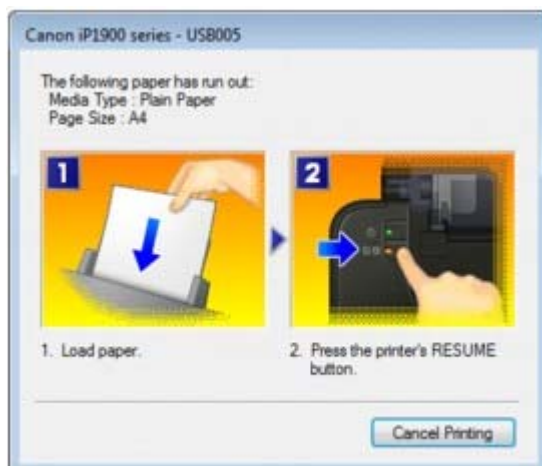 Canon iP1900 series - USB005
The following paper has run out:
Media Type : Plain Paper
Page Size : A4
1
2
1. Load paper.
2. Press the printer's RESUME
button.
Cancel Printing